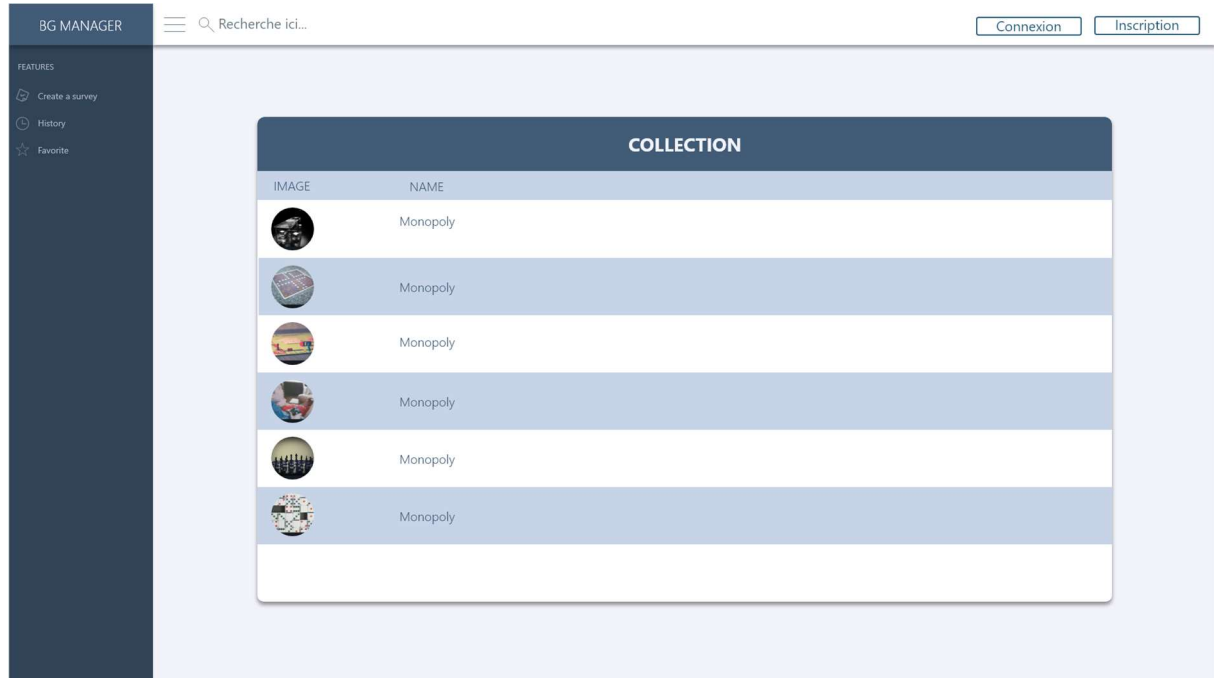 BG MANAGER
Recherche ici...
Connexion
Inscription
FEATURES
Create a survey
History
Favorite
COLLECTION
IMAGE NAME
Monopoly
Monopoly
Monopoly
Monopoly
Monopoly
Monopoly